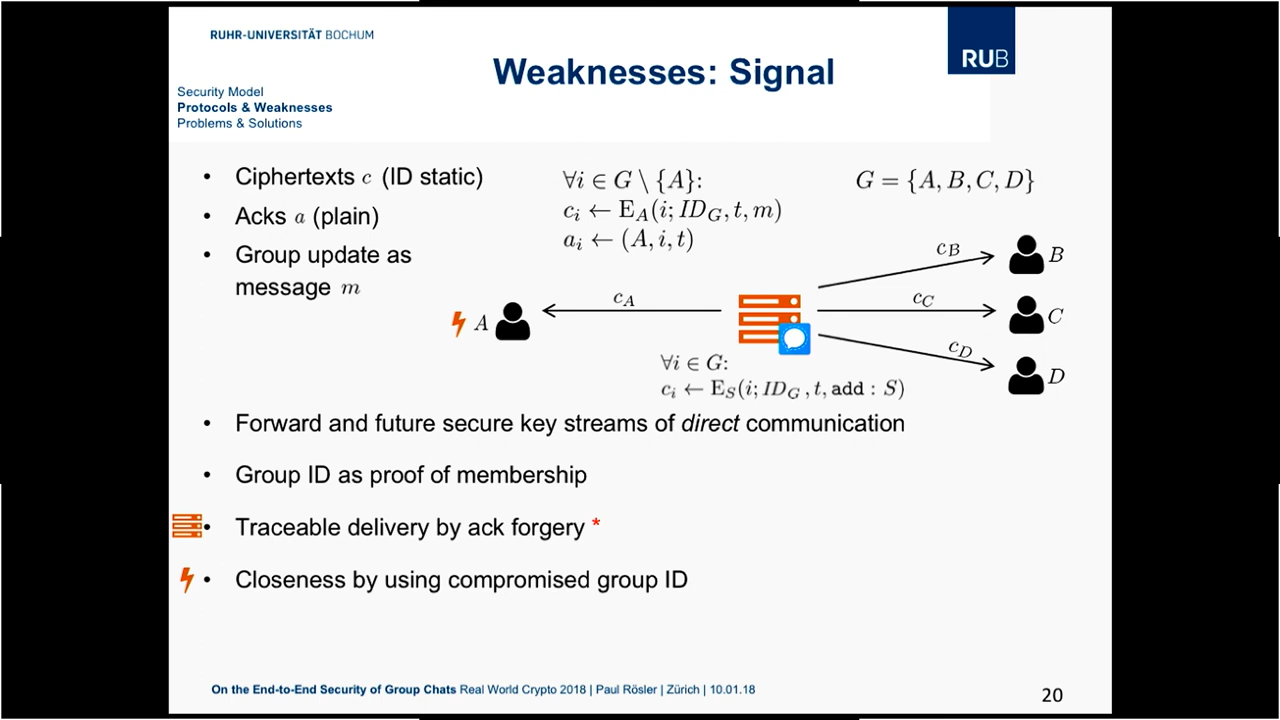 RUHR-UNIVERSITÄT BOCHUM
RUB
Weaknesses: Signal
Security Model
Protocols & Weaknesses
Problems & Solutions
• Ciphertexts c (ID static)
• Acks a (plain)
• Group update as
message m
∀i ∈ G \ {A}:
c_i ← E_A(i; ID_G, t, m)
a_i ← (A, i, t)
G = {A, B, C, D}
c_B
B
c_A
c_C
A
C
c_D
D
∀i ∈ G:
c_i ← E_S(i; ID_G, t, add : S)
• Forward and future secure key streams of direct communication
• Group ID as proof of membership
• Traceable delivery by ack forgery *
• Closeness by using compromised group ID
On the End-to-End Security of Group Chats Real World Crypto 2018 | Paul Rösler | Zürich | 10.01.18
20